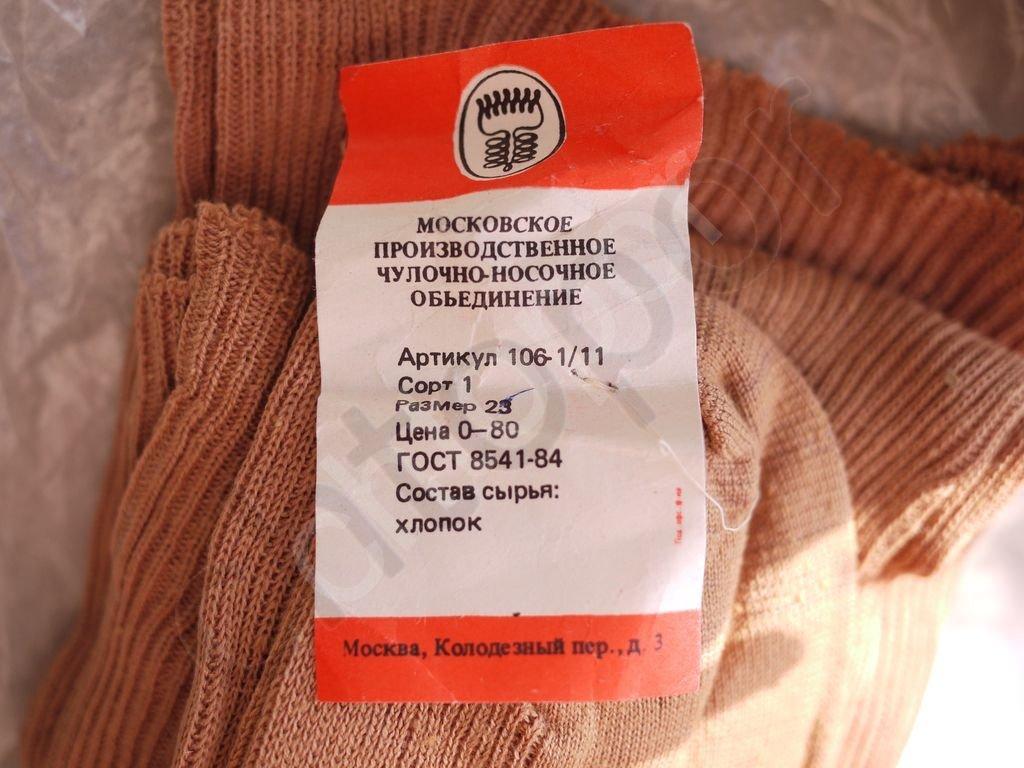 МОСКОВСКОЕ
ПРОИЗВОДСТВЕННОЕ
ЧУЛОЧНО-НОСОЧНОЕ
ОБЬЕДИНЕНИЕ
Артикул 106-1/11
Сорт 1
Размер 23
Цена 0—80
ГОСТ 8541-84
Состав сырья:
хлопок
Москва, Колодезный пер., д. 3